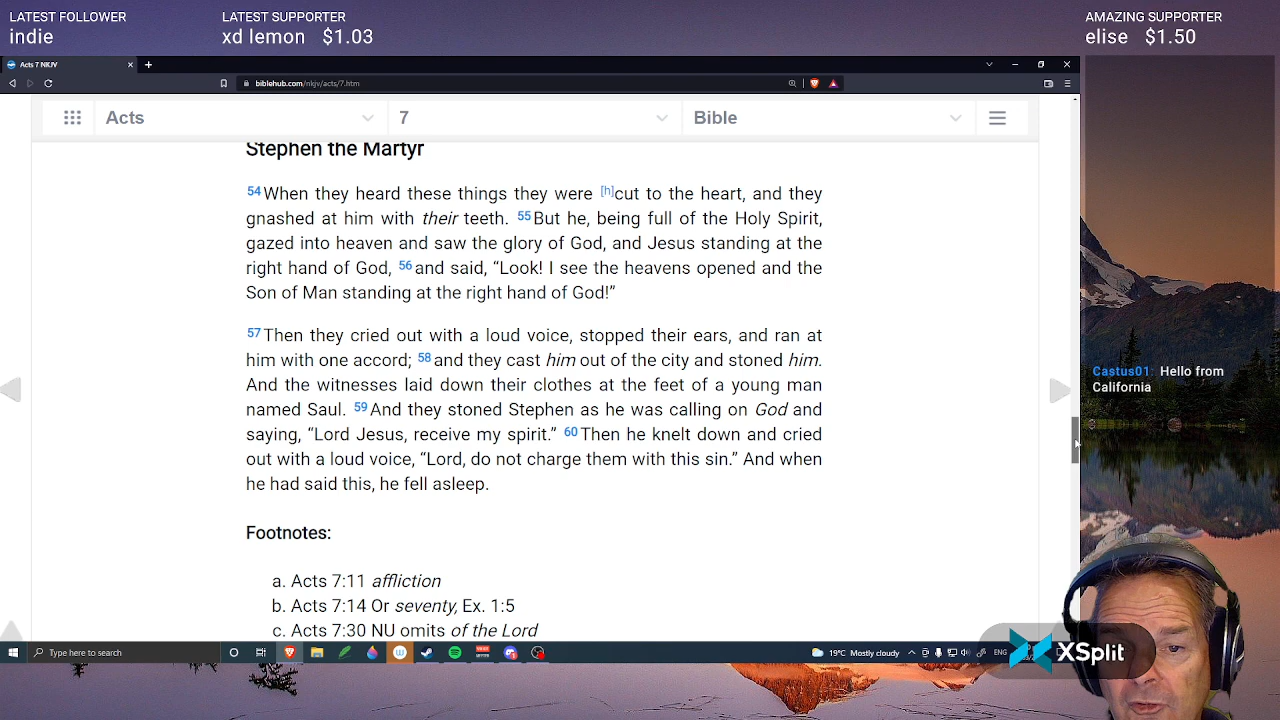 LATEST FOLLOWER
indie
LATEST SUPPORTER
xd lemon $1.03
AMAZING SUPPORTER
elise $1.50
Acts 7 NKJV
biblehub.com/nkjv/acts/7.htm
Acts
7
Bible
Stephen the Martyr
54 When they heard these things they were [h]cut to the heart, and they
gnashed at him with their teeth. 55 But he, being full of the Holy Spirit,
gazed into heaven and saw the glory of God, and Jesus standing at the
right hand of God, 56 and said, “Look! I see the heavens opened and the
Son of Man standing at the right hand of God!”
57 Then they cried out with a loud voice, stopped their ears, and ran at
him with one accord; 58 and they cast him out of the city and stoned him.
And the witnesses laid down their clothes at the feet of a young man
named Saul. 59 And they stoned Stephen as he was calling on God and
saying, “Lord Jesus, receive my spirit.” 60 Then he knelt down and cried
out with a loud voice, “Lord, do not charge them with this sin.” And when
he had said this, he fell asleep.
Footnotes:
a. Acts 7:11 affliction
b. Acts 7:14 Or seventy, Ex. 1:5
c. Acts 7:30 NU omits of the Lord
Castus01: Hello from
California
Type here to search
19°C Mostly cloudy
ENG
XSplit